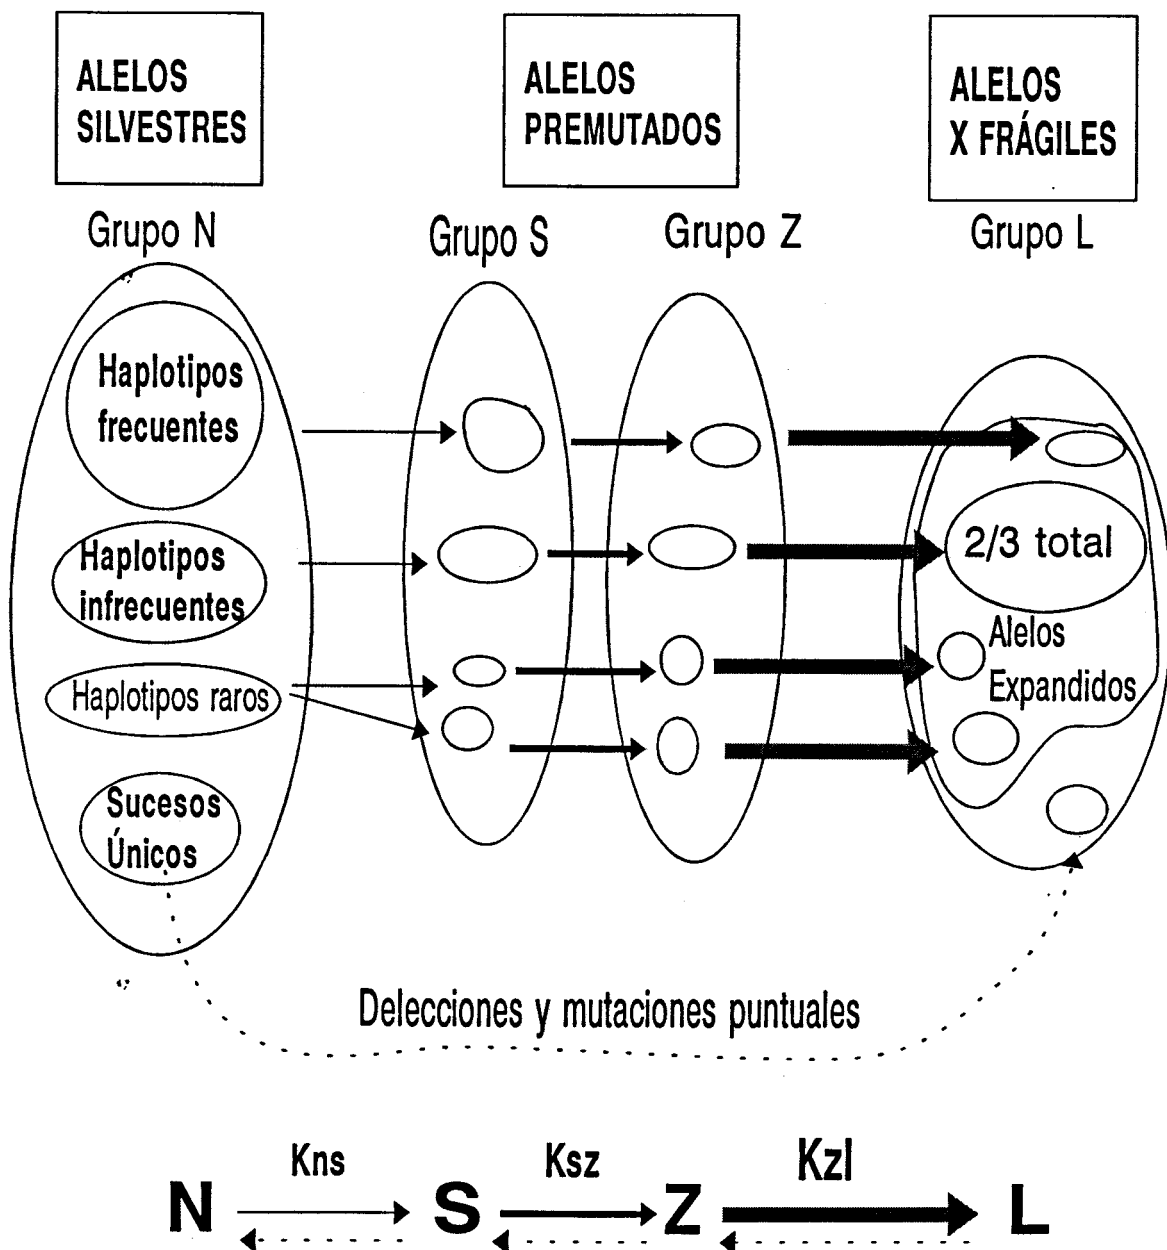 ALELOS
SILVESTRES
ALELOS
PREMUTADOS
ALELOS
X FRÁGILES
Grupo N
Grupo S
Grupo Z
Grupo L
Haplotipos
frecuentes
Haplotipos
infrecuentes
Haplotipos raros
Sucesos
Únicos
2/3 total
Alelos
Expandidos
Delecciones y mutaciones puntuales
Kns
Ksz
Kzl
N
S
Z
L